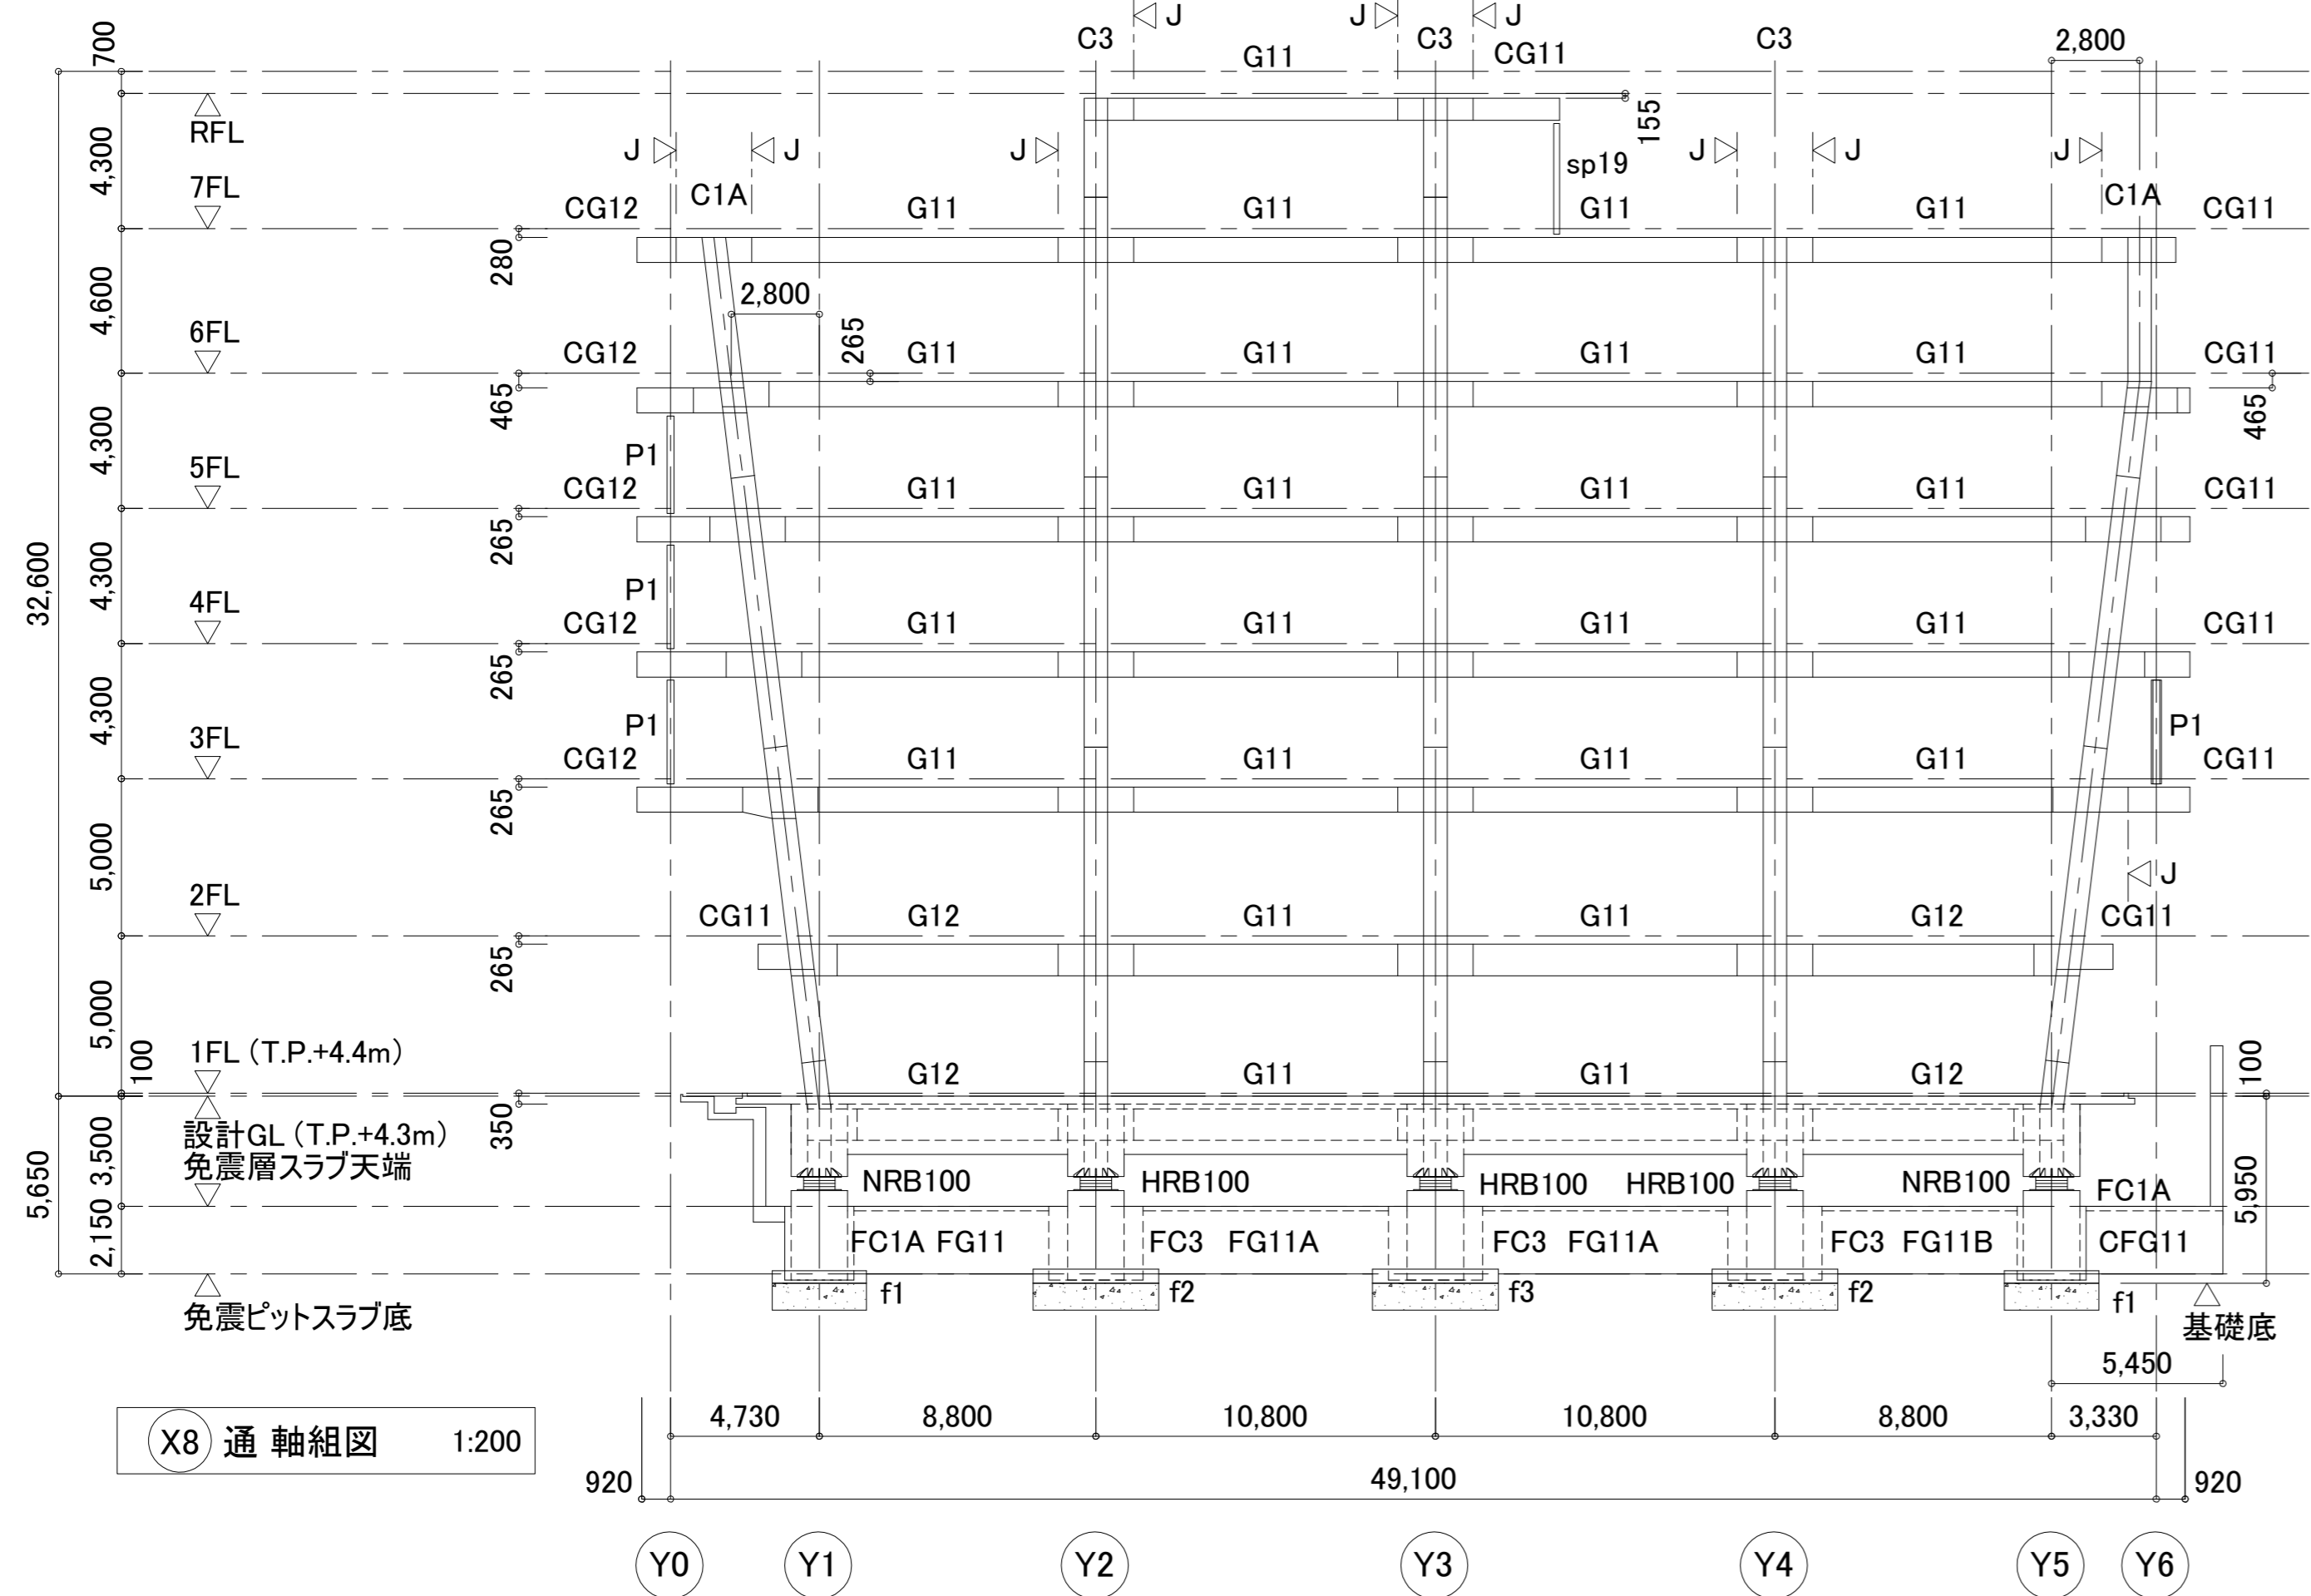 J J J
C3 C3 C3 2,800
G11 CG11
700
RFL
155
4,300
J J J J J J
sp19
7FL
C1A C1A
CG12 G11 G11 G11 G11 CG11
280
4,600
2,800
6FL
CG12 265 G11 G11 G11 G11 CG11
465 465
4,300
P1
5FL
CG12 G11 G11 G11 G11 CG11
265
32,600
4,300
P1
4FL
CG12 G11 G11 G11 G11 CG11
265
4,300
P1 P1
3FL
CG12 G11 G11 G11 G11 CG11
265
5,000
J
2FL
CG11 G12 G11 G11 G12 CG11
265
5,000
1FL (T.P.+4.4m)
100 G12 G11 G11 G12 100
350
設計GL (T.P.+4.3m)
免震層スラブ天端
5,650
3,500
NRB100 HRB100 HRB100 HRB100 NRB100 FC1A
5,950
2,150
FC1A FG11 FC3 FG11A FC3 FG11A FC3 FG11B CFG11
f1 f2 f3 f2 f1
免震ピットスラブ底
基礎底
5,450
X8 通 軸組図 1:200
4,730 8,800 10,800 10,800 8,800 3,330
920 49,100 920
Y0 Y1 Y2 Y3 Y4 Y5 Y6